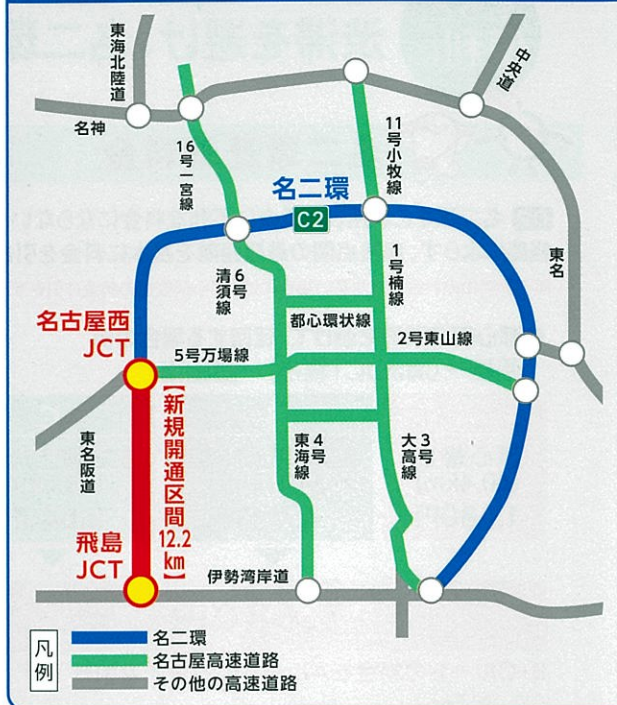 東海北陸道
中央道
名神
16号一宮線
11号小牧線
名二環
C2
6号清須線
1号楠線
東名
名古屋西
JCT
都心環状線
5号万場線
2号東山線
【新規開通区間】
12.2
km
東名阪道
4号東海線
3号大高線
飛島
JCT
伊勢湾岸道
凡例
名二環
名古屋高速道路
その他の高速道路